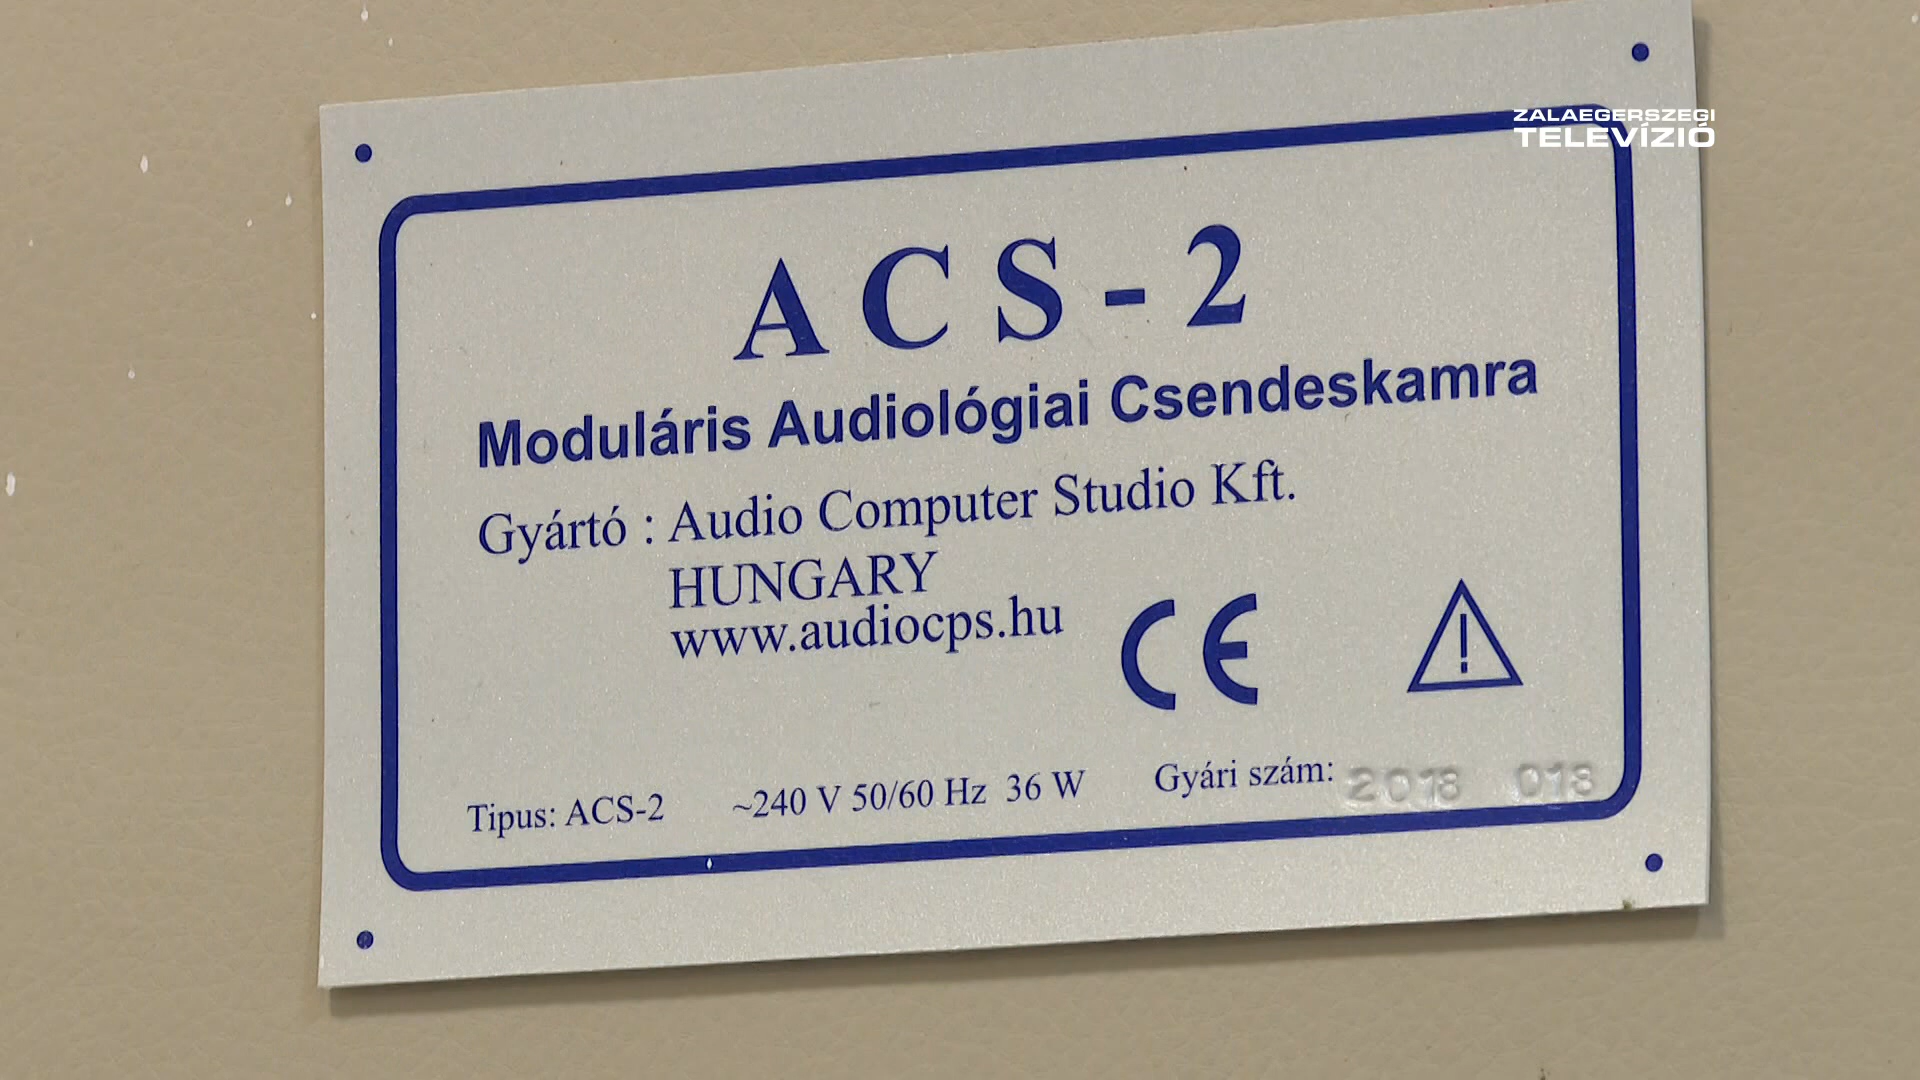 ZALAEGERSZEGI
TELEVÍZIÓ
ACS-2
Moduláris Audiológiai Csendeskamra
Gyártó : Audio Computer Studio Kft.
HUNGARY
www.audiocps.hu
CE
Tipus: ACS-2 ~240 V 50/60 Hz 36 W Gyári szám: 2018 018